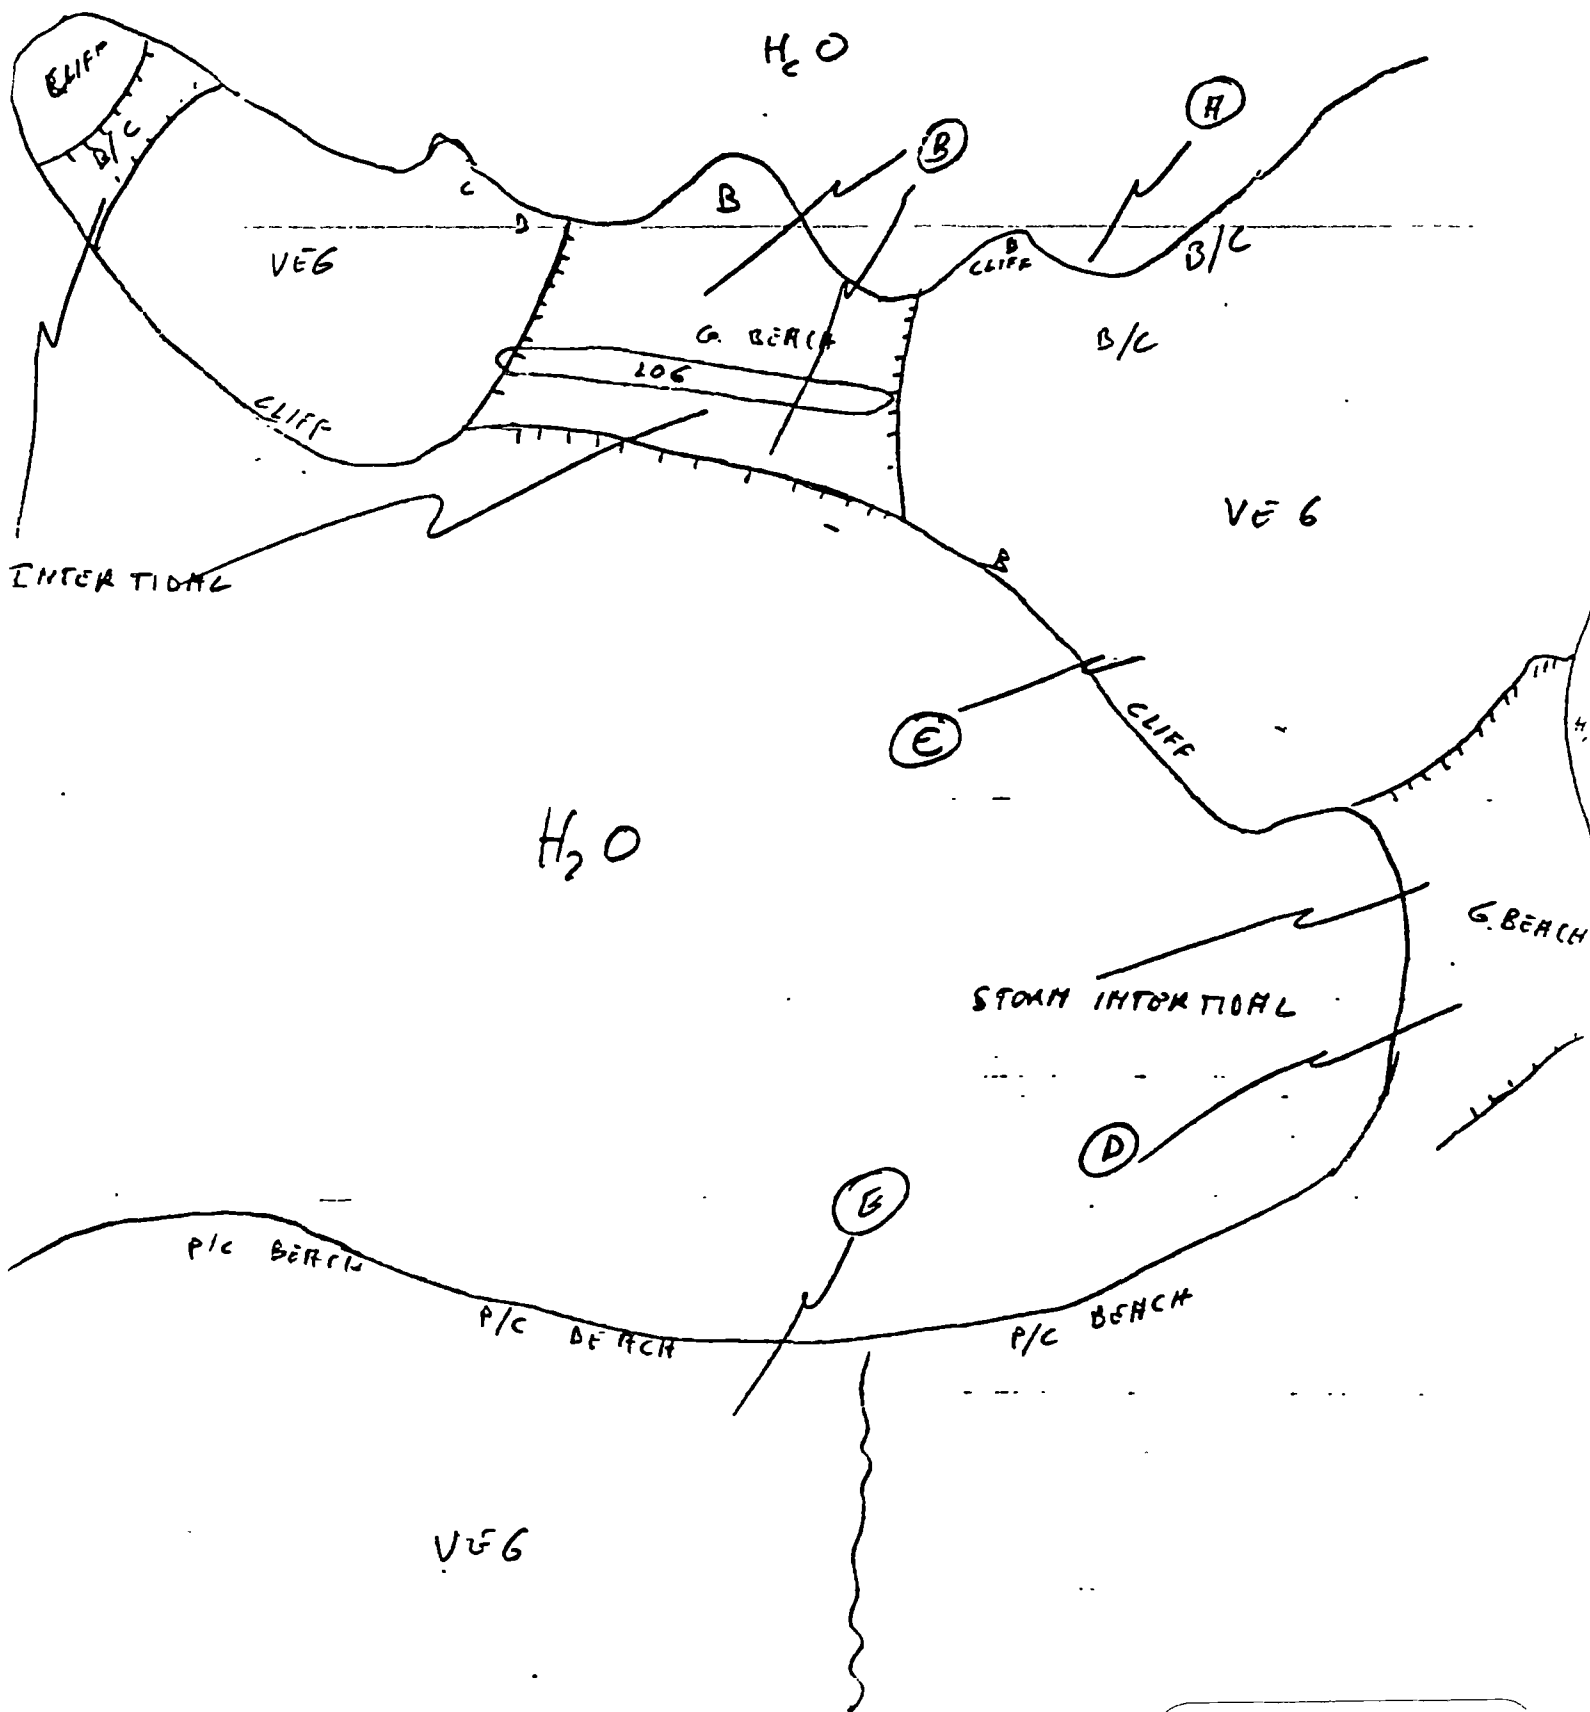 CLIFF
H2O
A
B
B/C
C
B
B
VEG
B
CLIFF
B/C
G. BEACH
B/C
LOG
CLIFF
VEG
INTERTIDAL
B
CLIFF
H2O
G. BEACH
STORM INTERTIDAL
D
P/C BEACH
P/C BEACH
P/C BEACH
VEG